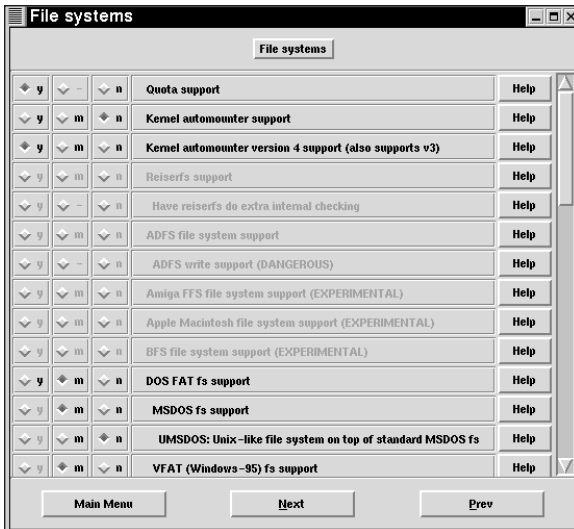 File systems
File systems
y - n Quota support Help
y m n Kernel automounter support Help
y m n Kernel automounter version 4 support (also supports v3) Help
y m n Reiserfs support Help
y - n Have reiserfs do extra internal checking Help
y m n ADFS file system support Help
y - n ADFS write support (DANGEROUS) Help
y m n Amiga FFS file system support (EXPERIMENTAL) Help
y m n Apple Macintosh file system support (EXPERIMENTAL) Help
y m n BFS file system support (EXPERIMENTAL) Help
y m n DOS FAT fs support Help
y m n MSDOS fs support Help
y m n UMSDOS: Unix-like file system on top of standard MSDOS fs Help
y m n VFAT (Windows-95) fs support Help
Main Menu Next Prev